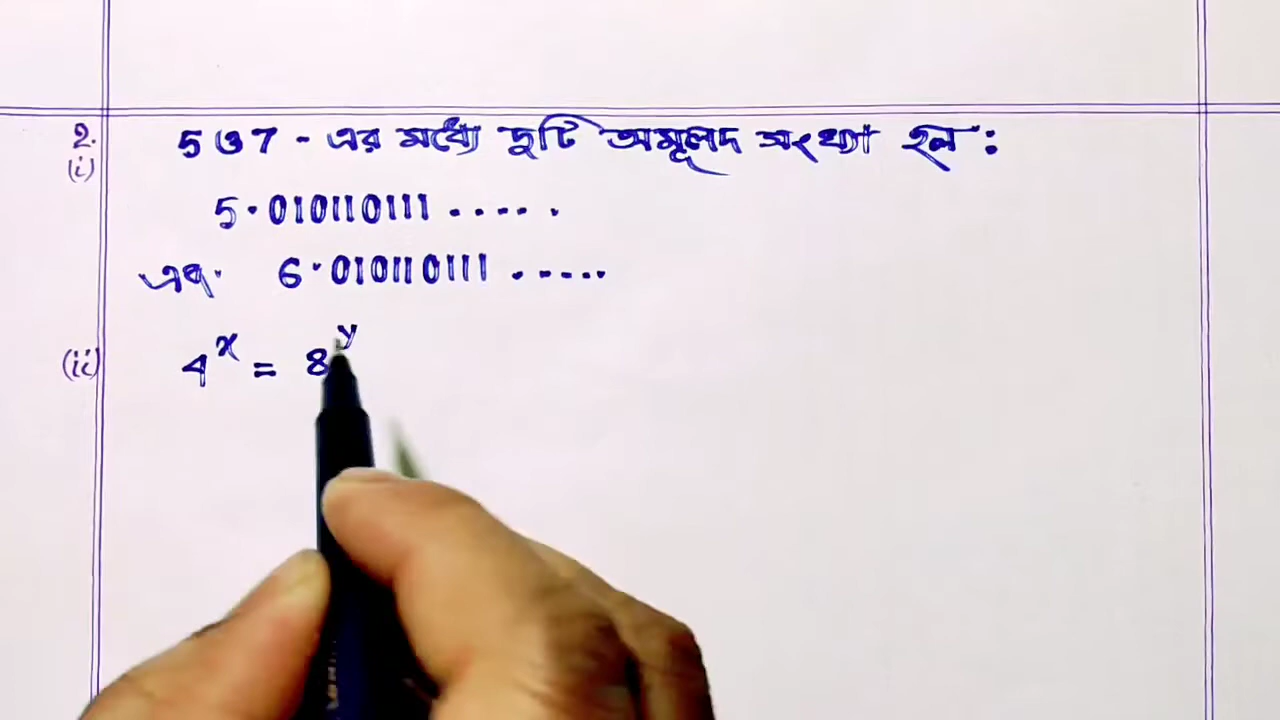 2. 5 ও 7 - এর মধ্যে দুটি অমূলদ সংখ্যা হল :
(i)
5.010110111 . . . . .
এবং 6.010110111 . . . . .
(ii) 4^x = 8^y